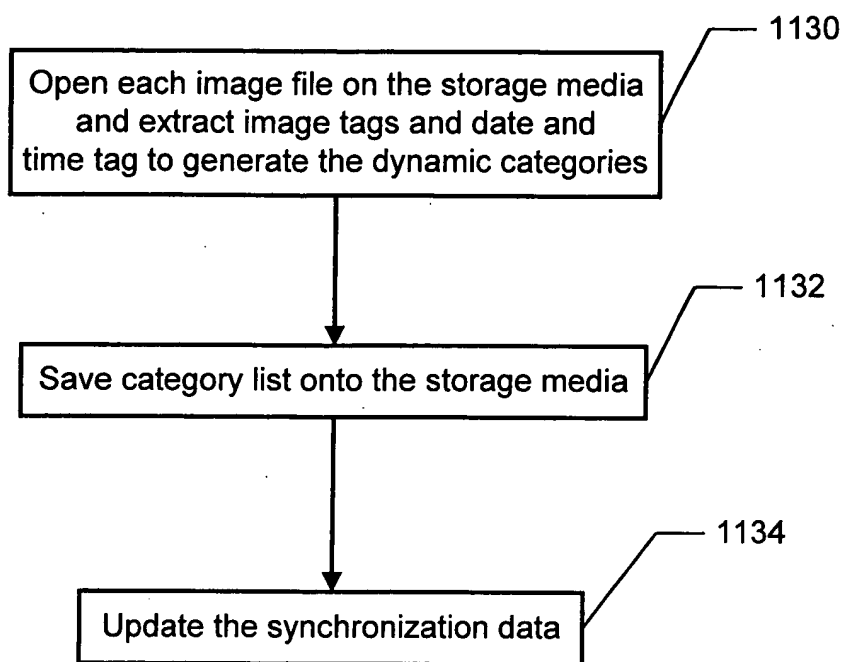 1130
Open each image file on the storage media
and extract image tags and date and
time tag to generate the dynamic categories
1132
Save category list onto the storage media
1134
Update the synchronization data